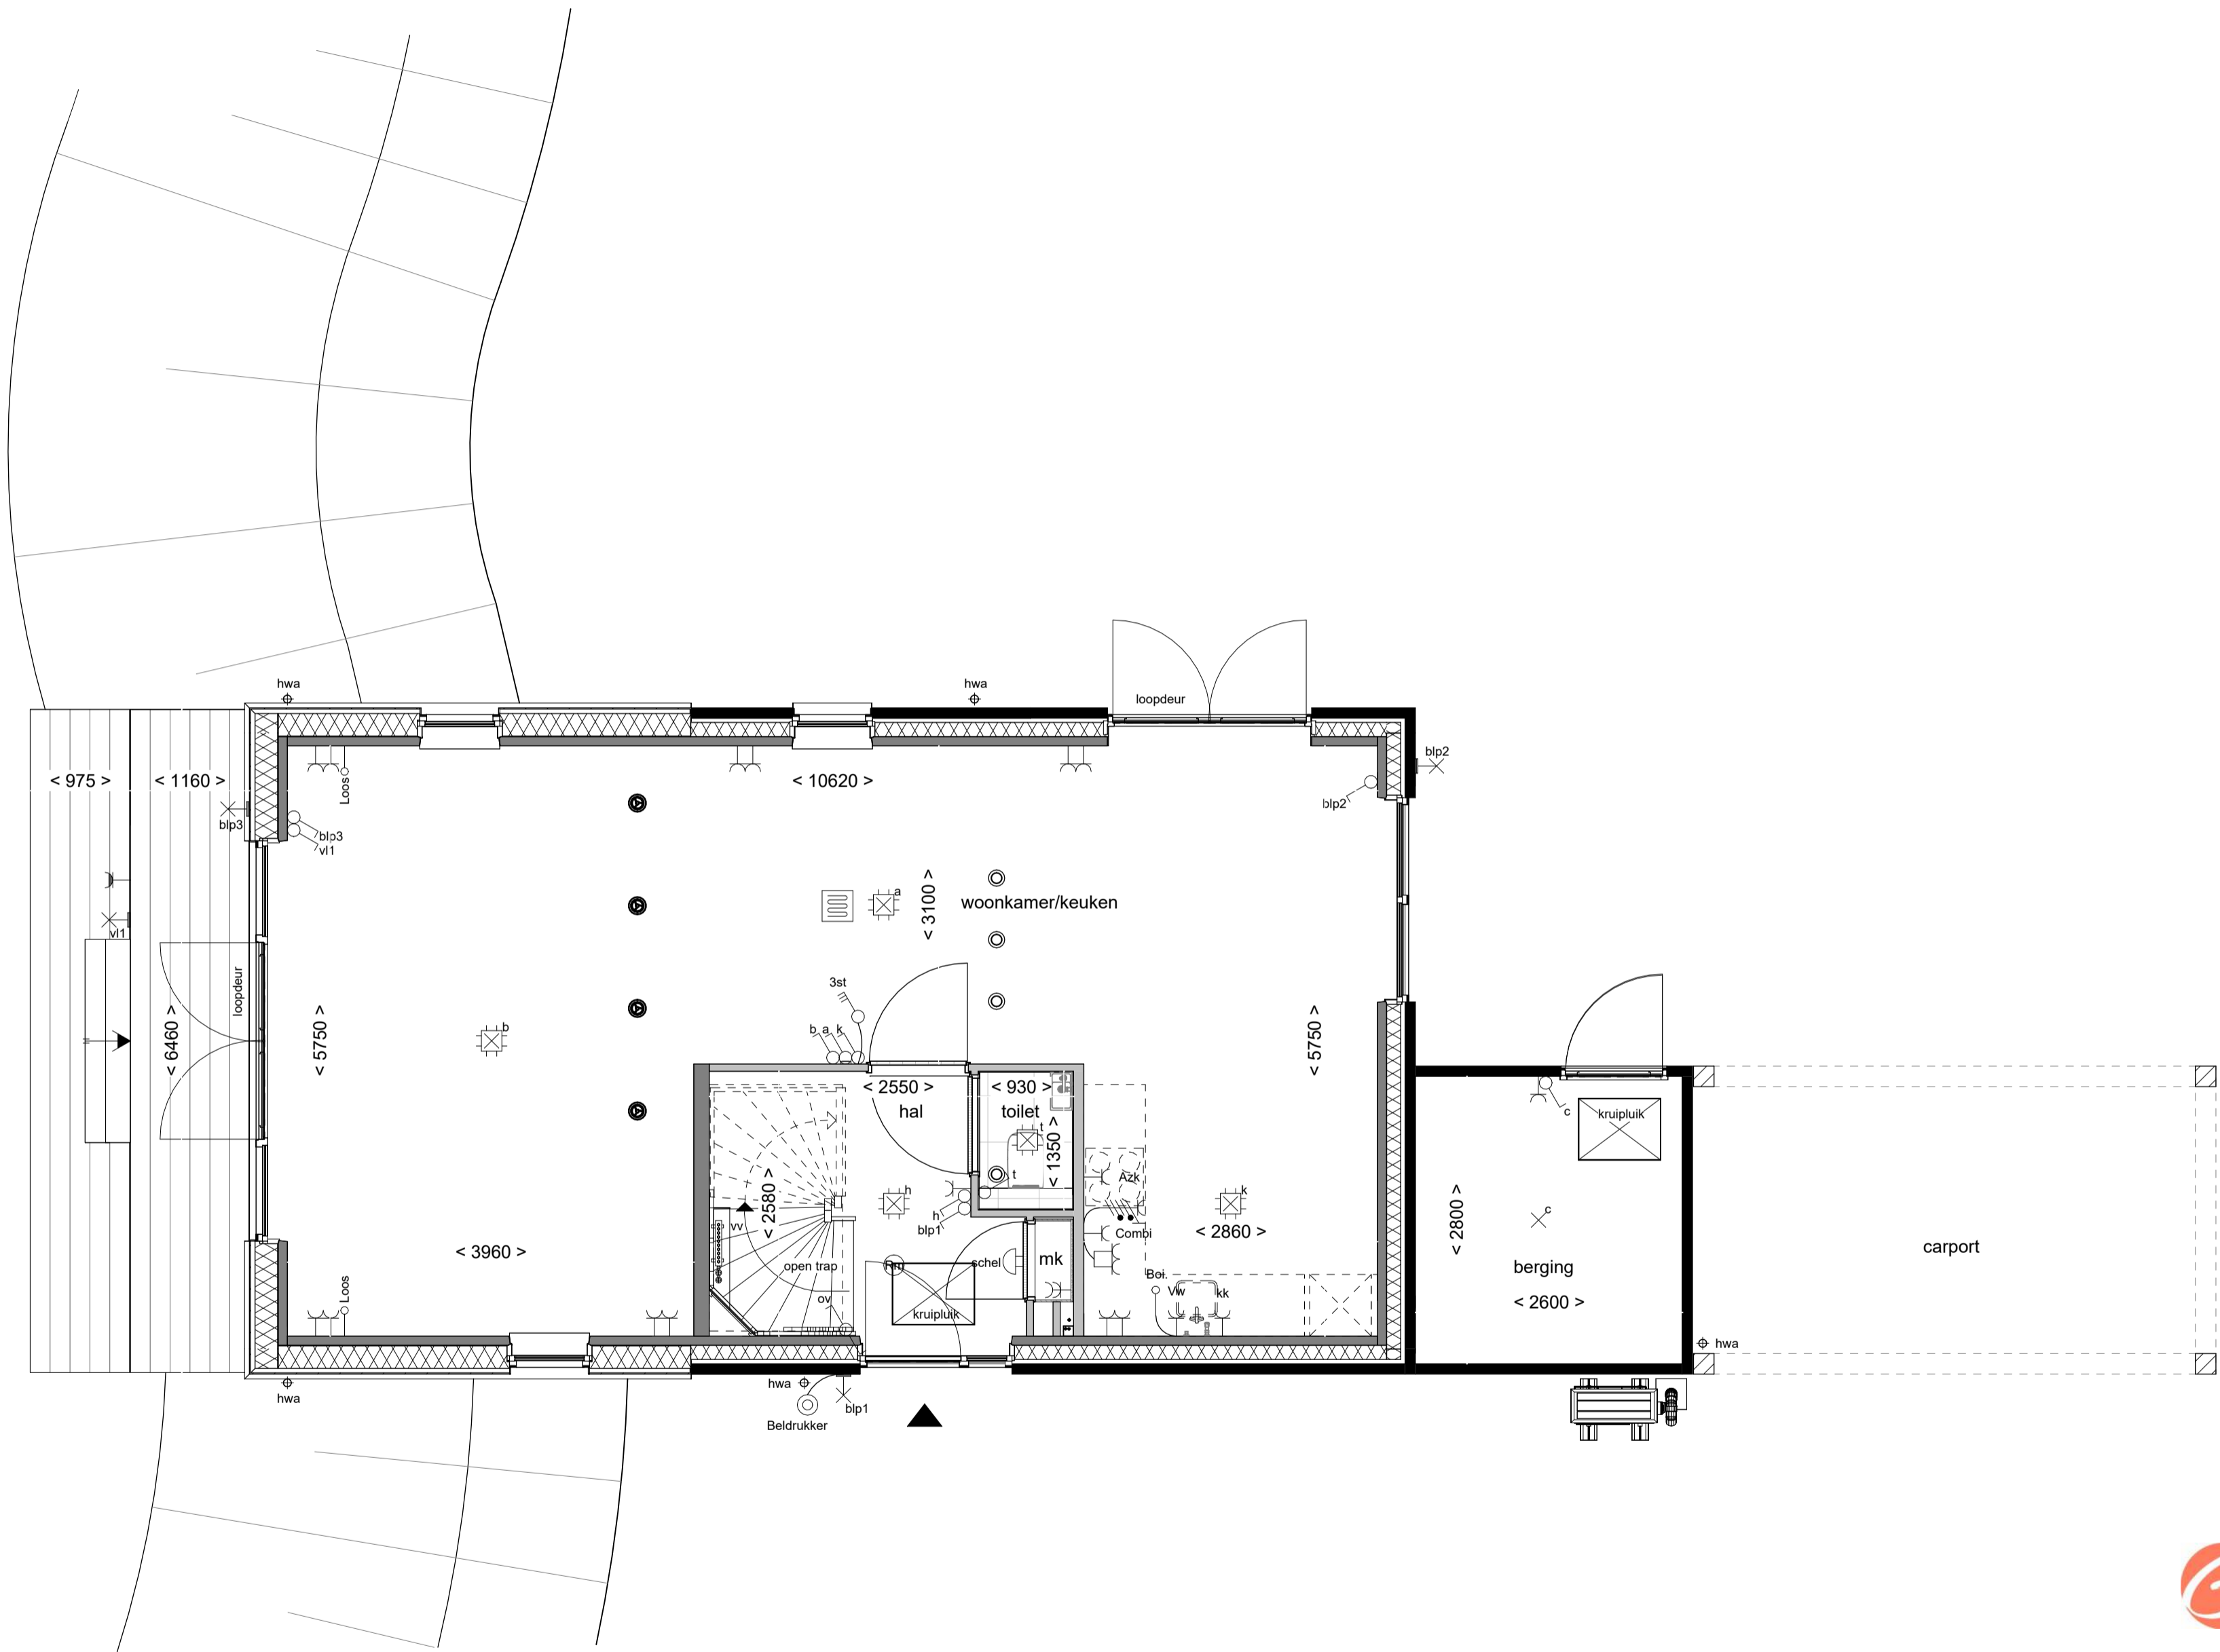 hwa
hwa
loopdeur
< 975 >
< 1160 >
Loos
< 10620 >
blp2
blp2
blp3
blp3
vl1
a
< 3100 >
woonkamer/keuken
vl1
loopdeur
3st
< 6460 >
< 5750 >
b
b a k
< 5750 >
< 2550 >
hal
< 930 >
toilet
t
< 1350 >
t
c
kruipluik
Azk
< 2580 >
h
h
blp1
k
< 2860 >
Combi
vv
c
< 2800 >
carport
< 3960 >
open trap
Rm
schel
mk
berging
Boi.
Vw
kk
< 2600 >
Loos
ov
kruipluik
hwa
hwa
hwa
blp1
Beldrukker